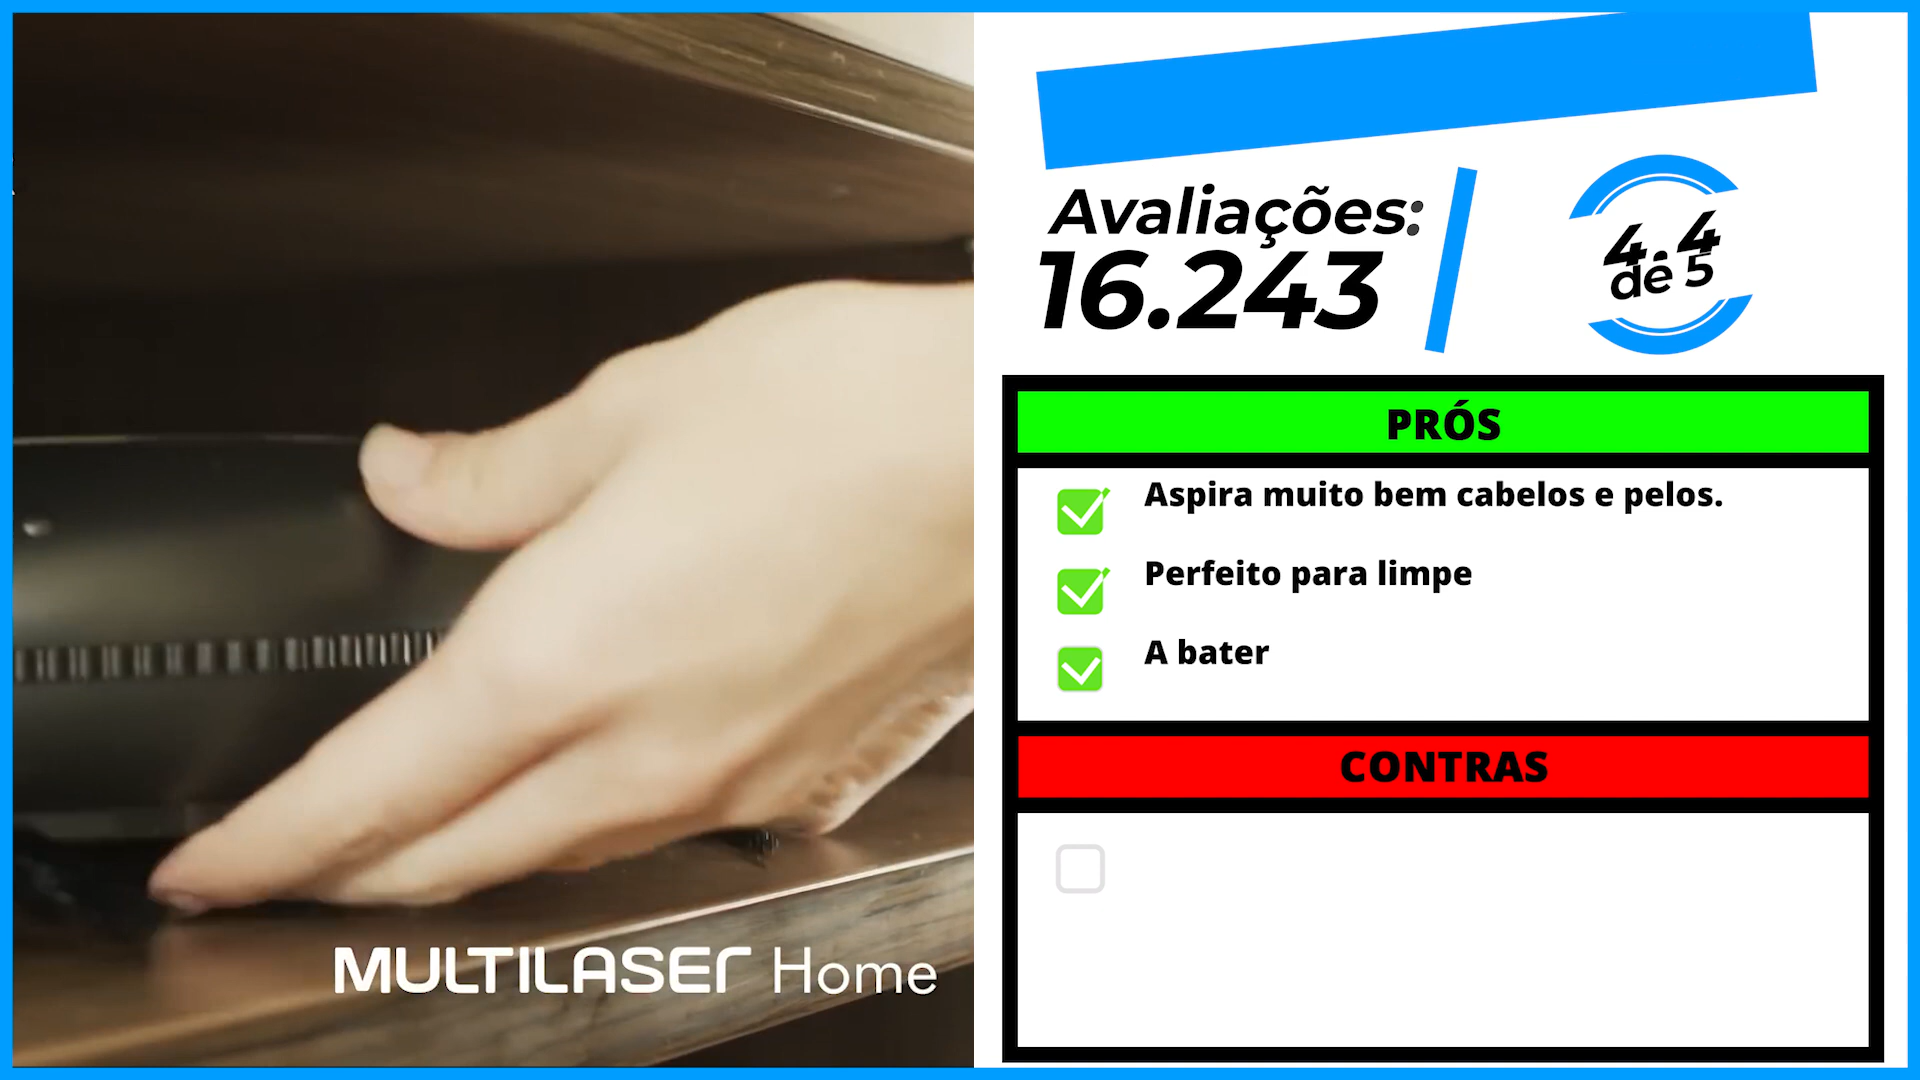 Avaliações:
16.243
4.4
de 5
PRÓS
Aspira muito bem cabelos e pelos.
Perfeito para limpe
A bater
CONTRAS
MULTILASER Home